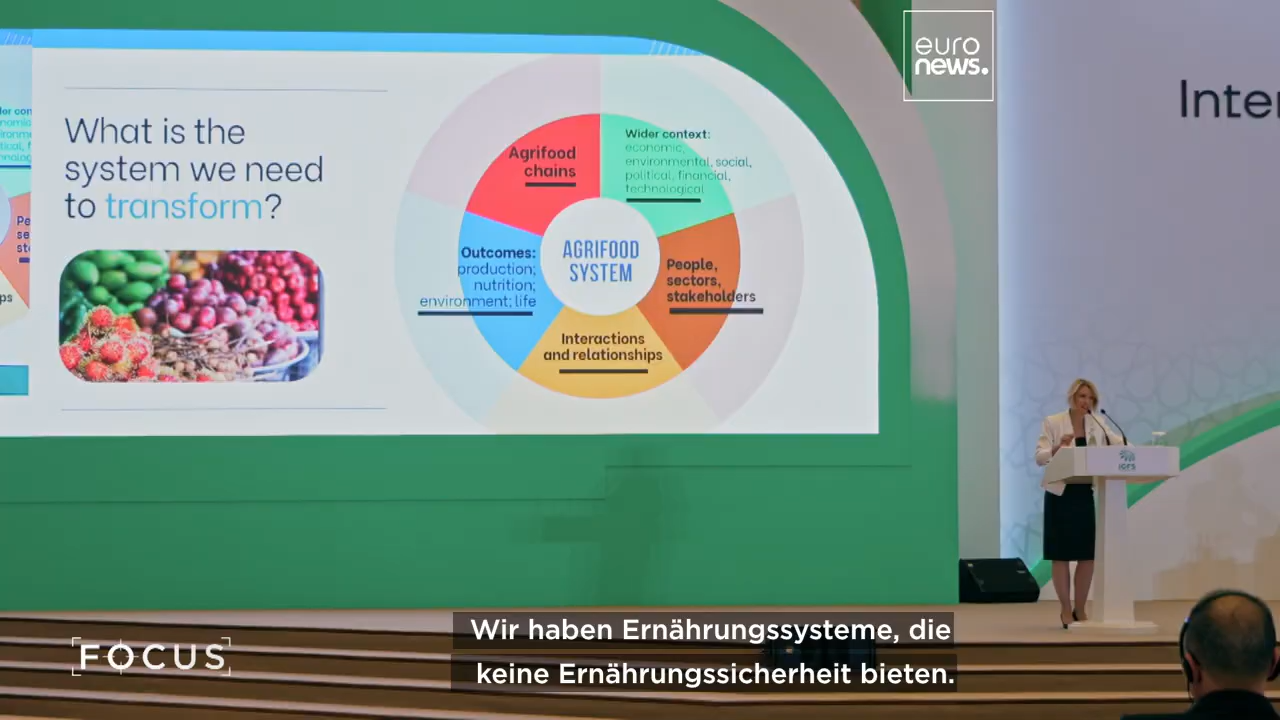 euro
news.
Inte
What is the
system we need
to transform?
Agrifood
chains
Wider context:
economic,
environmental, social,
political, financial,
technological
Outcomes:
production;
nutrition;
environment; life
AGRIFOOD
SYSTEM
People,
sectors,
stakeholders
Interactions
and relationships
IOFS
FOCUS
Wir haben Ernährungssysteme, die
keine Ernährungssicherheit bieten.